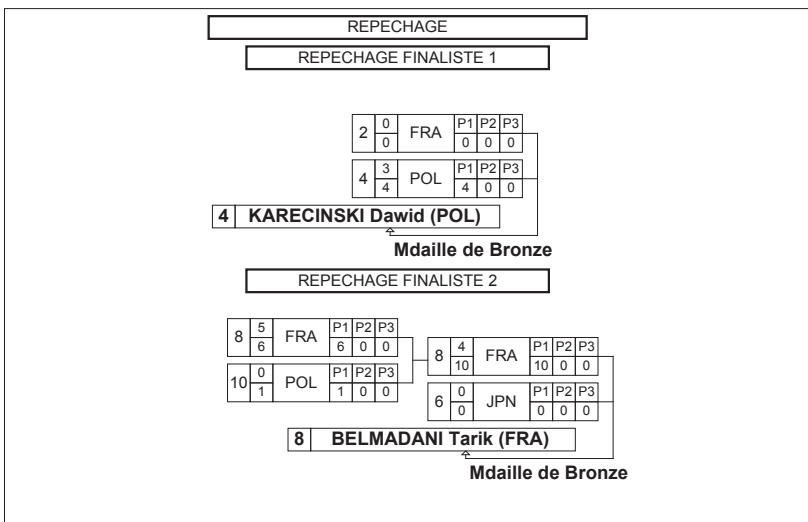 REPECHAGE
REPECHAGE FINALISTE 1
2 0 FRA P1 P2 P3
0 0 0 0
4 3 POL P1 P2 P3
4 4 0 0
4 KARECINSKI Dawid (POL)
Mdaille de Bronze
REPECHAGE FINALISTE 2
8 5 FRA P1 P2 P3
6 6 0 0
10 0 POL P1 P2 P3
1 1 0 0
8 4 FRA P1 P2 P3
10 10 0 0
6 0 JPN P1 P2 P3
0 0 0 0
8 BELMADANI Tarik (FRA)
Mdaille de Bronze